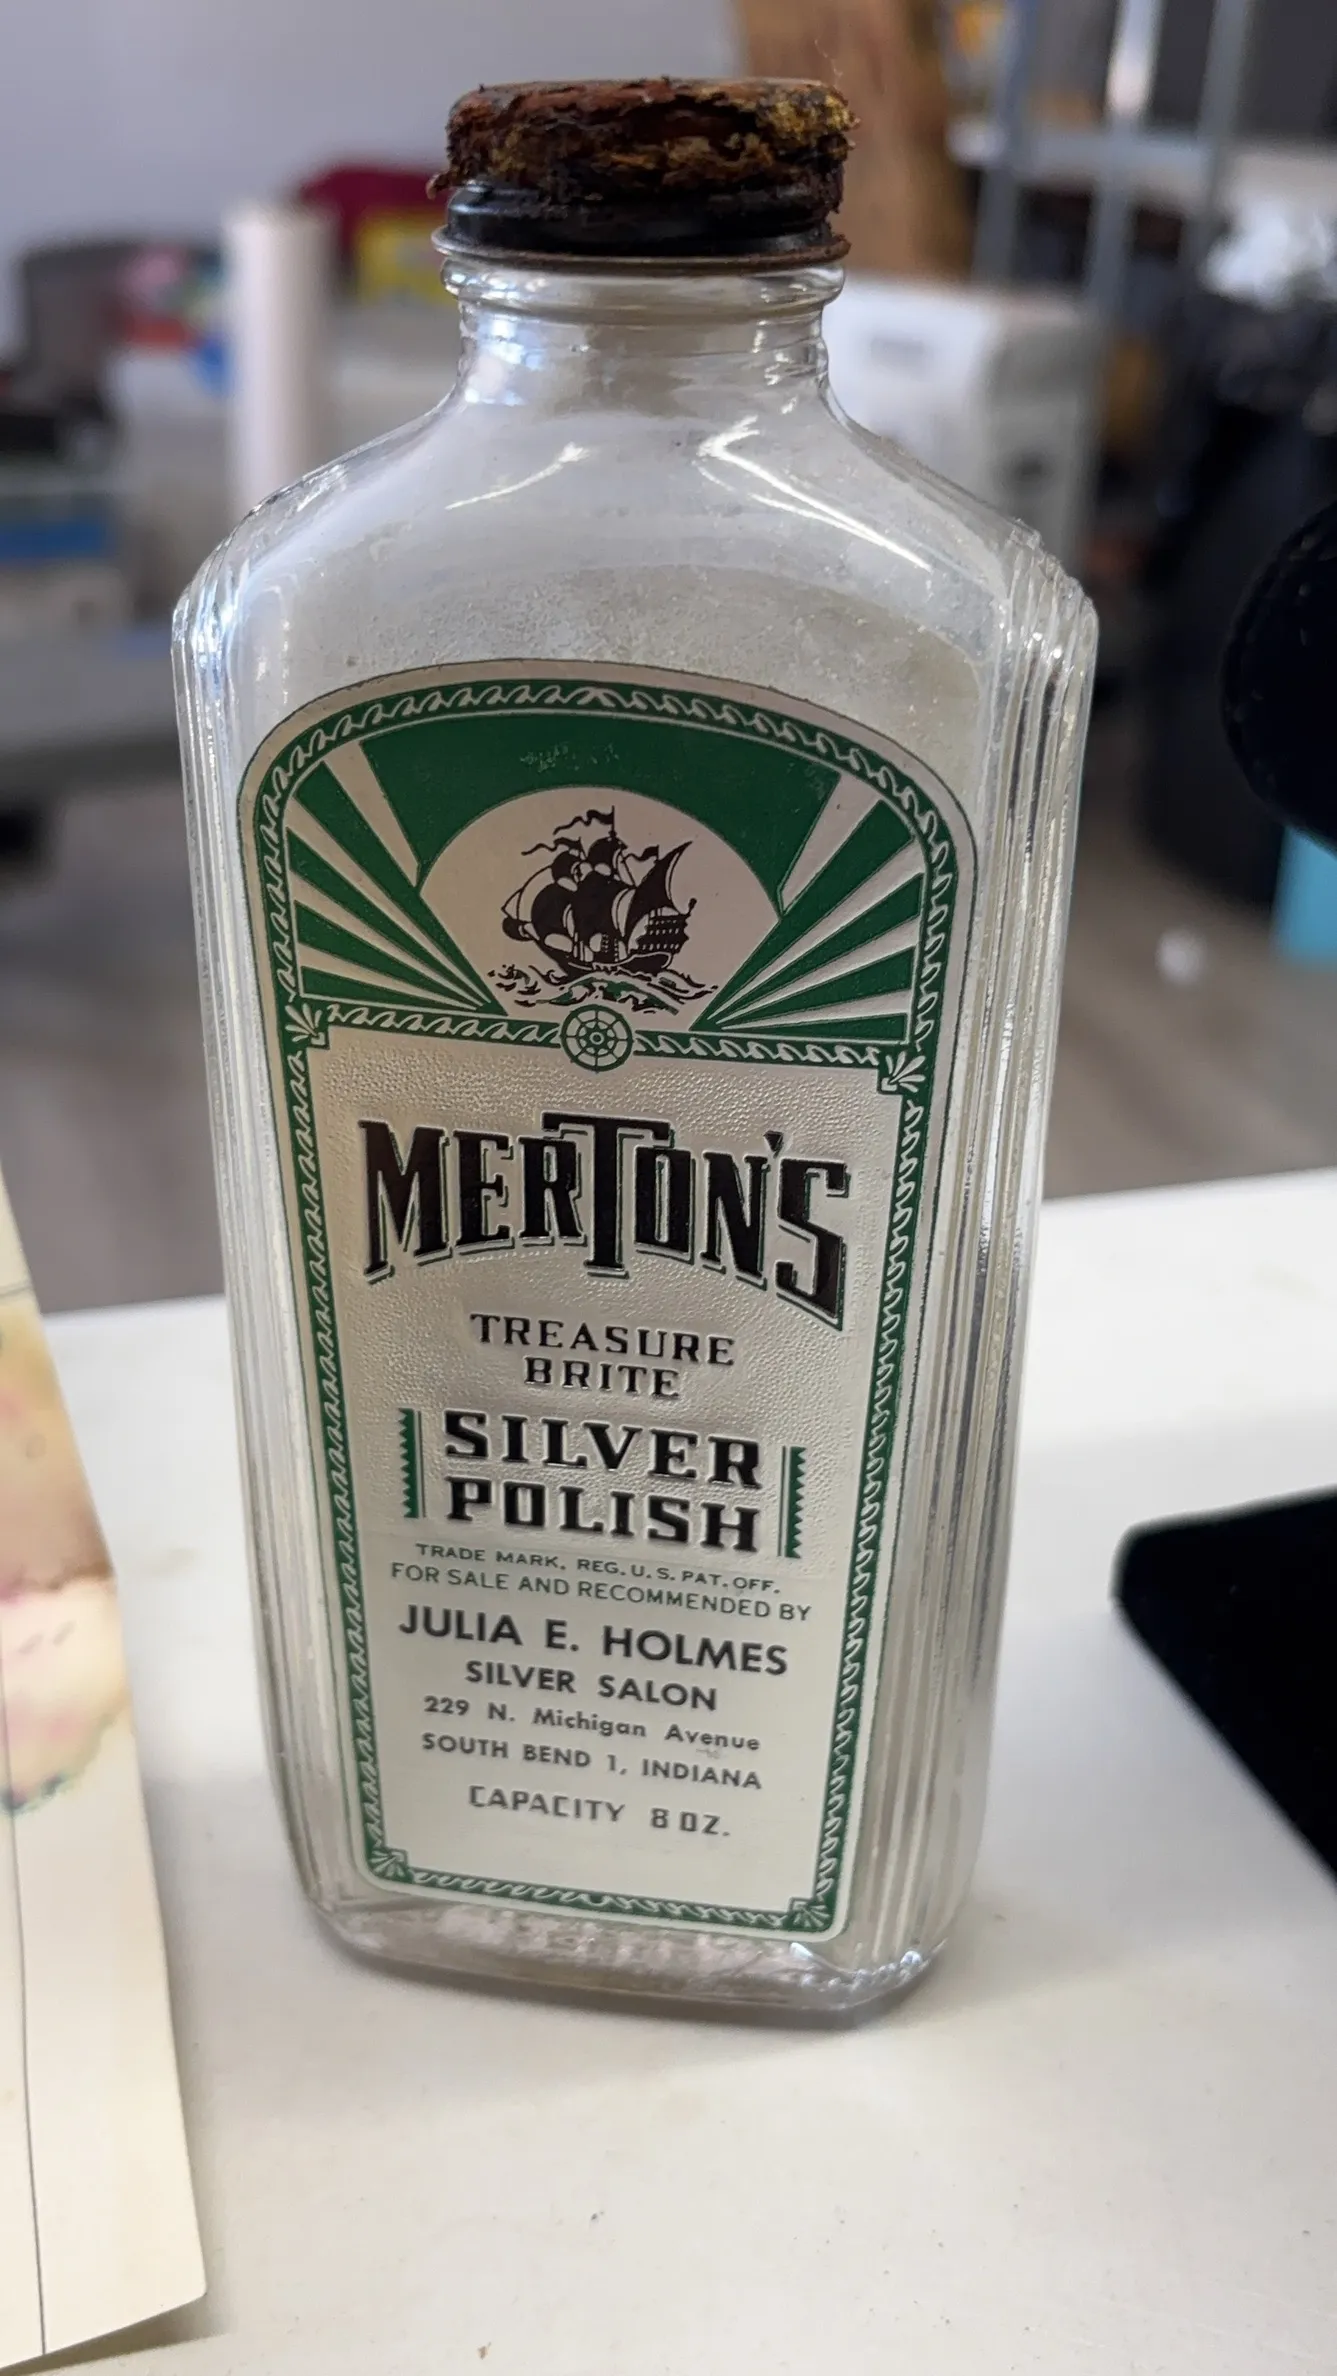 MERTON'S
TREASURE
BRITE
SILVER
POLISH
TRADE MARK, REG. U.S. PAT. OFF.
FOR SALE AND RECOMMENDED BY
JULIA E. HOLMES
SILVER SALON
229 N. Michigan Avenue
SOUTH BEND 1, INDIANA
CAPACITY 8 OZ.